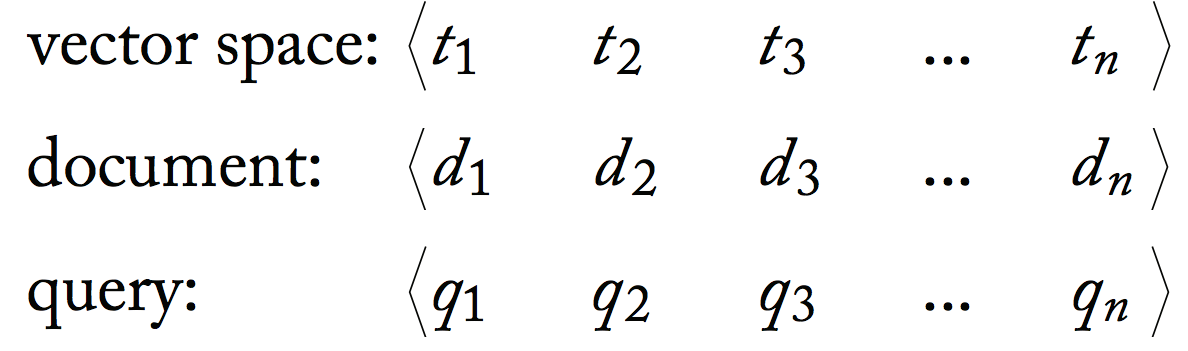 vector space: ⟨t₁ t₂ t₃ ... tₙ⟩
document: ⟨d₁ d₂ d₃ ... dₙ⟩
query: ⟨q₁ q₂ q₃ ... qₙ⟩